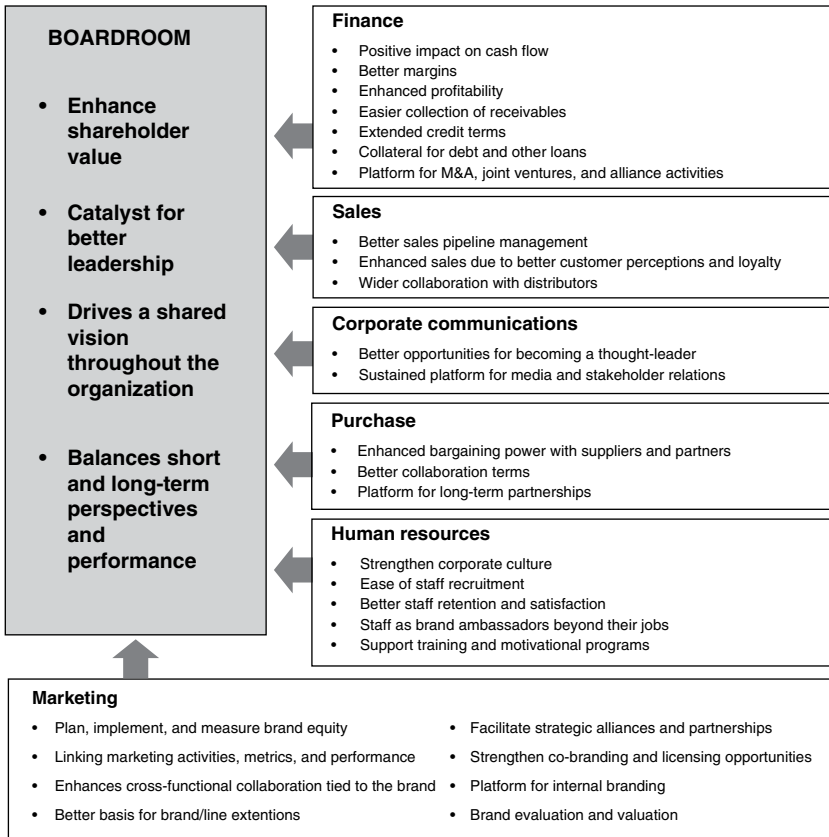 BOARDROOM
• Enhance
shareholder
value
• Catalyst for
better
leadership
• Drives a shared
vision
throughout the
organization
• Balances short
and long-term
perspectives
and
performance
Finance
• Positive impact on cash flow
• Better margins
• Enhanced profitability
• Easier collection of receivables
• Extended credit terms
• Collateral for debt and other loans
• Platform for M&A, joint ventures, and alliance activities
Sales
• Better sales pipeline management
• Enhanced sales due to better customer perceptions and loyalty
• Wider collaboration with distributors
Corporate communications
• Better opportunities for becoming a thought-leader
• Sustained platform for media and stakeholder relations
Purchase
• Enhanced bargaining power with suppliers and partners
• Better collaboration terms
• Platform for long-term partnerships
Human resources
• Strengthen corporate culture
• Ease of staff recruitment
• Better staff retention and satisfaction
• Staff as brand ambassadors beyond their jobs
• Support training and motivational programs
Marketing
• Plan, implement, and measure brand equity
• Linking marketing activities, metrics, and performance
• Enhances cross-functional collaboration tied to the brand
• Better basis for brand/line extentions
• Facilitate strategic alliances and partnerships
• Strengthen co-branding and licensing opportunities
• Platform for internal branding
• Brand evaluation and valuation